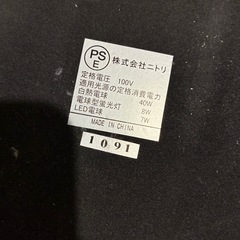 PS
E
株式会社ニトリ
定格電圧 100V
適用光源の定格消費電力
白熱電球 40W
電球型蛍光灯 8W
LED電球 7W
MADE IN CHINA
1091